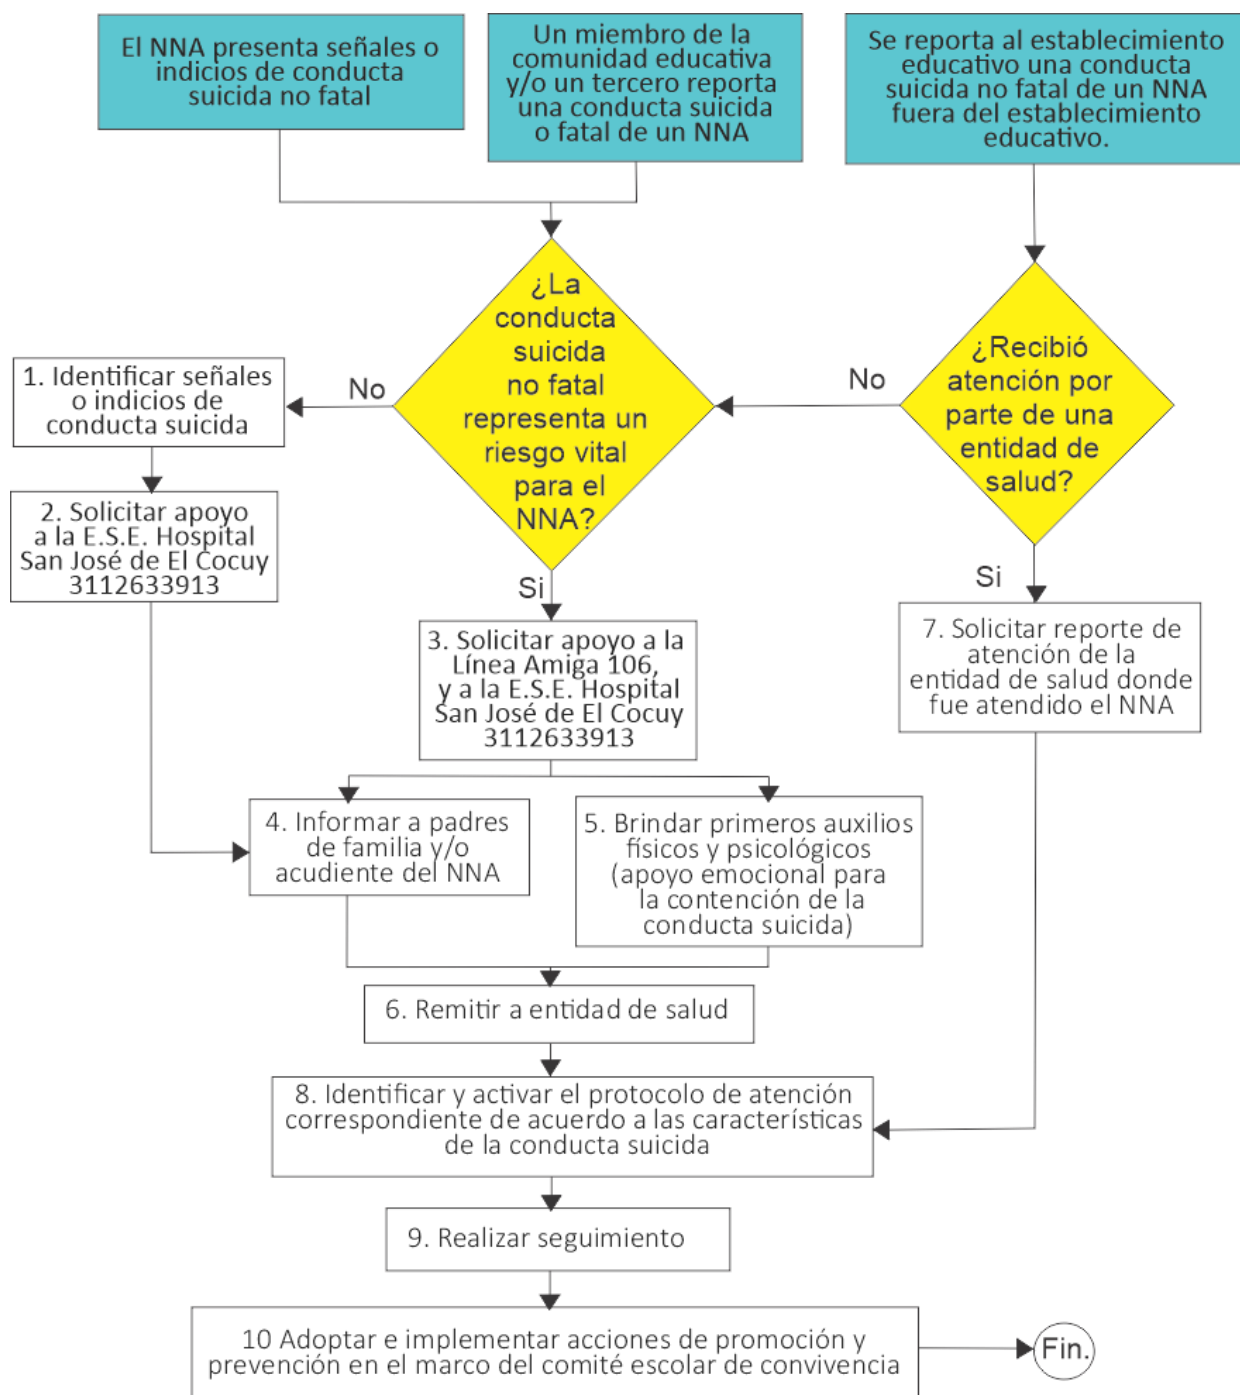 El NNA presenta señales o
indicios de conducta
suicida no fatal
Un miembro de la
comunidad educativa
y/o un tercero reporta
una conducta suicida
o fatal de un NNA
Se reporta al establecimiento
educativo una conducta
suicida no fatal de un NNA
fuera del establecimiento
educativo.
¿La
conducta
suicida
no fatal
representa un
riesgo vital
para el
NNA?
¿Recibió
atención por
parte de una
entidad de
salud?
No
No
1. Identificar señales
o indicios de
conducta suicida
2. Solicitar apoyo
a la E.S.E. Hospital
San José de El Cocuy
3112633913
Si
Si
3. Solicitar apoyo a la
Línea Amiga 106,
y a la E.S.E. Hospital
San José de El Cocuy
3112633913
7. Solicitar reporte de
atención de la
entidad de salud donde
fue atendido el NNA
4. Informar a padres
de familia y/o
acudiente del NNA
5. Brindar primeros auxilios
físicos y psicológicos
(apoyo emocional para
la contención de la
conducta suicida)
6. Remitir a entidad de salud
8. Identificar y activar el protocolo de atención
correspondiente de acuerdo a las característicias
de la conducta suicida
9. Realizar seguimiento
10 Adoptar e implementar acciones de promoción y
prevención en el marco del comité escolar de convivencia
Fin.